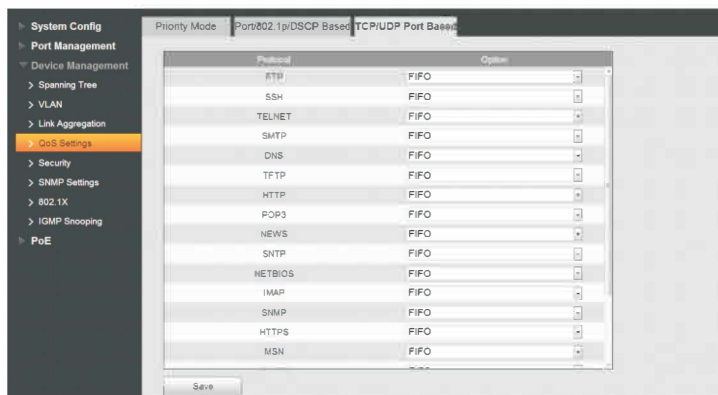 System Config
Port Management
Device Management
Spanning Tree
VLAN
Link Aggregation
QoS Settings
Security
SNMP Settings
802.1X
IGMP Snooping
PoE
Priority Mode
Port/802.1p/DSCP Based
TCP/UDP Port Based
Protocol Option
FTP FIFO
SSH FIFO
TELNET FIFO
SMTP FIFO
DNS FIFO
TFTP FIFO
HTTP FIFO
POP3 FIFO
NEWS FIFO
SNTP FIFO
NETBIOS FIFO
IMAP FIFO
SNMP FIFO
HTTPS FIFO
MSN FIFO
Save